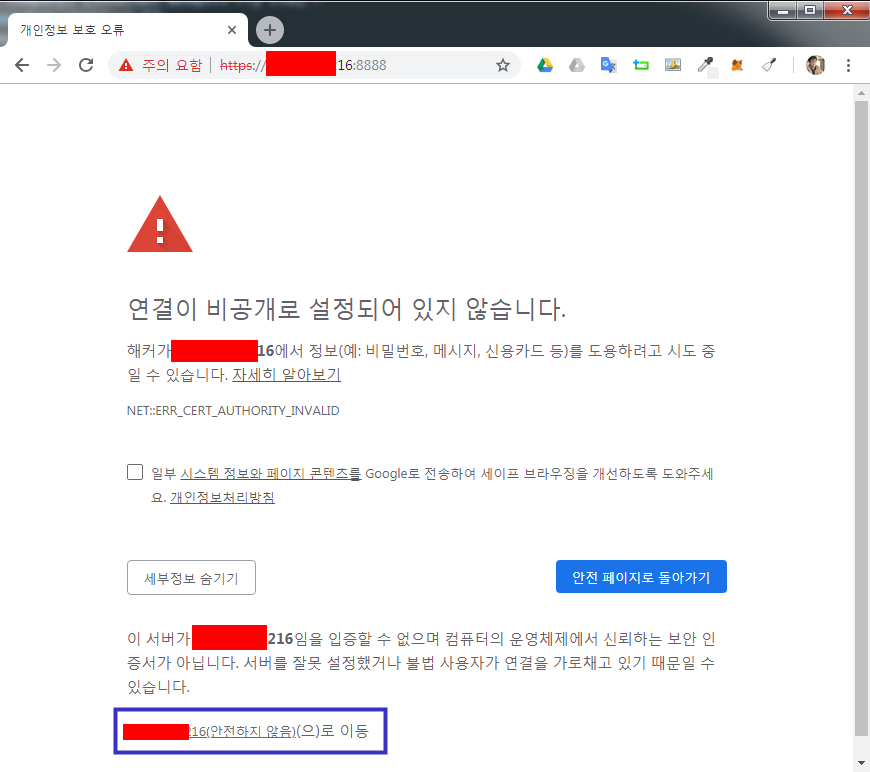 개인정보 보호 오류
주의 요함 | https:// 16:8888
연결이 비공개로 설정되어 있지 않습니다.
해커가 16에서 정보(예: 비밀번호, 메시지, 신용카드 등)를 도용하려고 시도 중
일 수 있습니다. 자세히 알아보기
NET::ERR_CERT_AUTHORITY_INVALID
일부 시스템 정보와 페이지 콘텐츠를 Google로 전송하여 세이프 브라우징을 개선하도록 도와주세
요. 개인정보처리방침
세부정보 숨기기
안전 페이지로 돌아가기
이 서버가 216임을 입증할 수 없으며 컴퓨터의 운영체제에서 신뢰하는 보안 인
증서가 아닙니다. 서버를 잘못 설정했거나 불법 사용자가 연결을 가로채고 있기 때문일 수
있습니다.
216(안전하지 않음)(으)로 이동